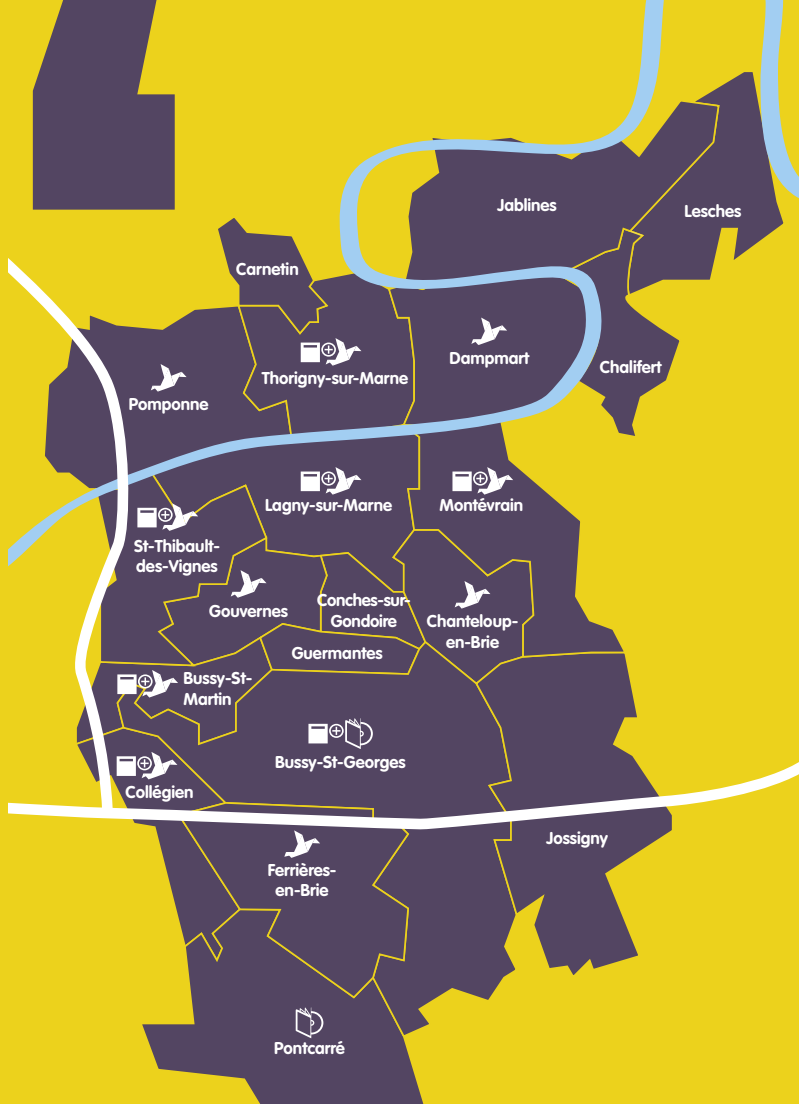 Jablines
Lesches
Carnetin
Dampmart
Chalifert
Thorigny-sur-Marne
Pomponne
Lagny-sur-Marne
Montévrain
St-Thibault-
des-Vignes
Gouvernes
Conches-sur-
Gondoire
Chanteloup-
en-Brie
Guermantes
Bussy-St-
Martin
Bussy-St-Georges
Collégien
Jossigny
Ferrières-
en-Brie
Pontcarré